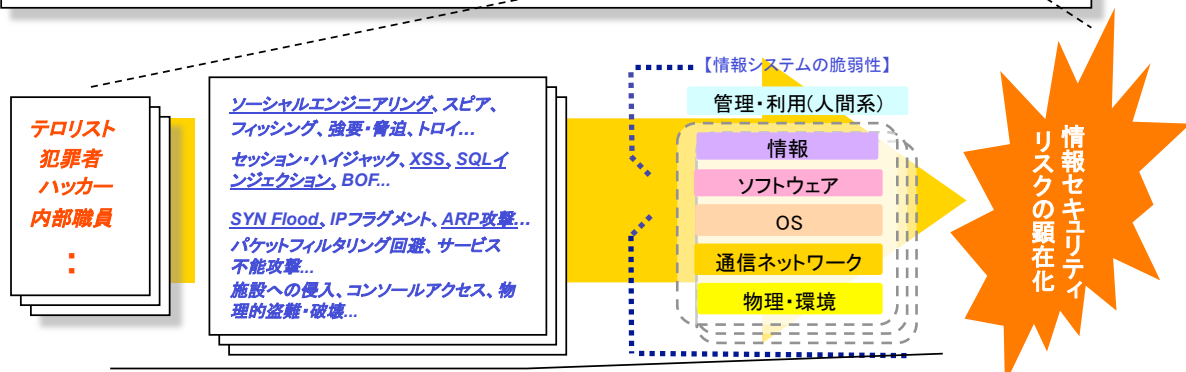 テロリスト
犯罪者
ハッカー
内部職員
：
ソーシャルエンジニアリング、スピア、
フィッシング、強要・脅迫、トロイ...
セッション・ハイジャック、XSS、SQLイ
ンジェクション、BOF...
SYN Flood、IPフラグメント、ARP攻撃...
パケットフィルタリング回避、サービス
不能攻撃...
施設への侵入、コンソールアクセス、物
理的盗難・破壊...
【情報システムの脆弱性】
管理・利用(人間系)
情報
ソフトウェア
OS
通信ネットワーク
物理・環境
情報セキュリティ
リスクの顕在化